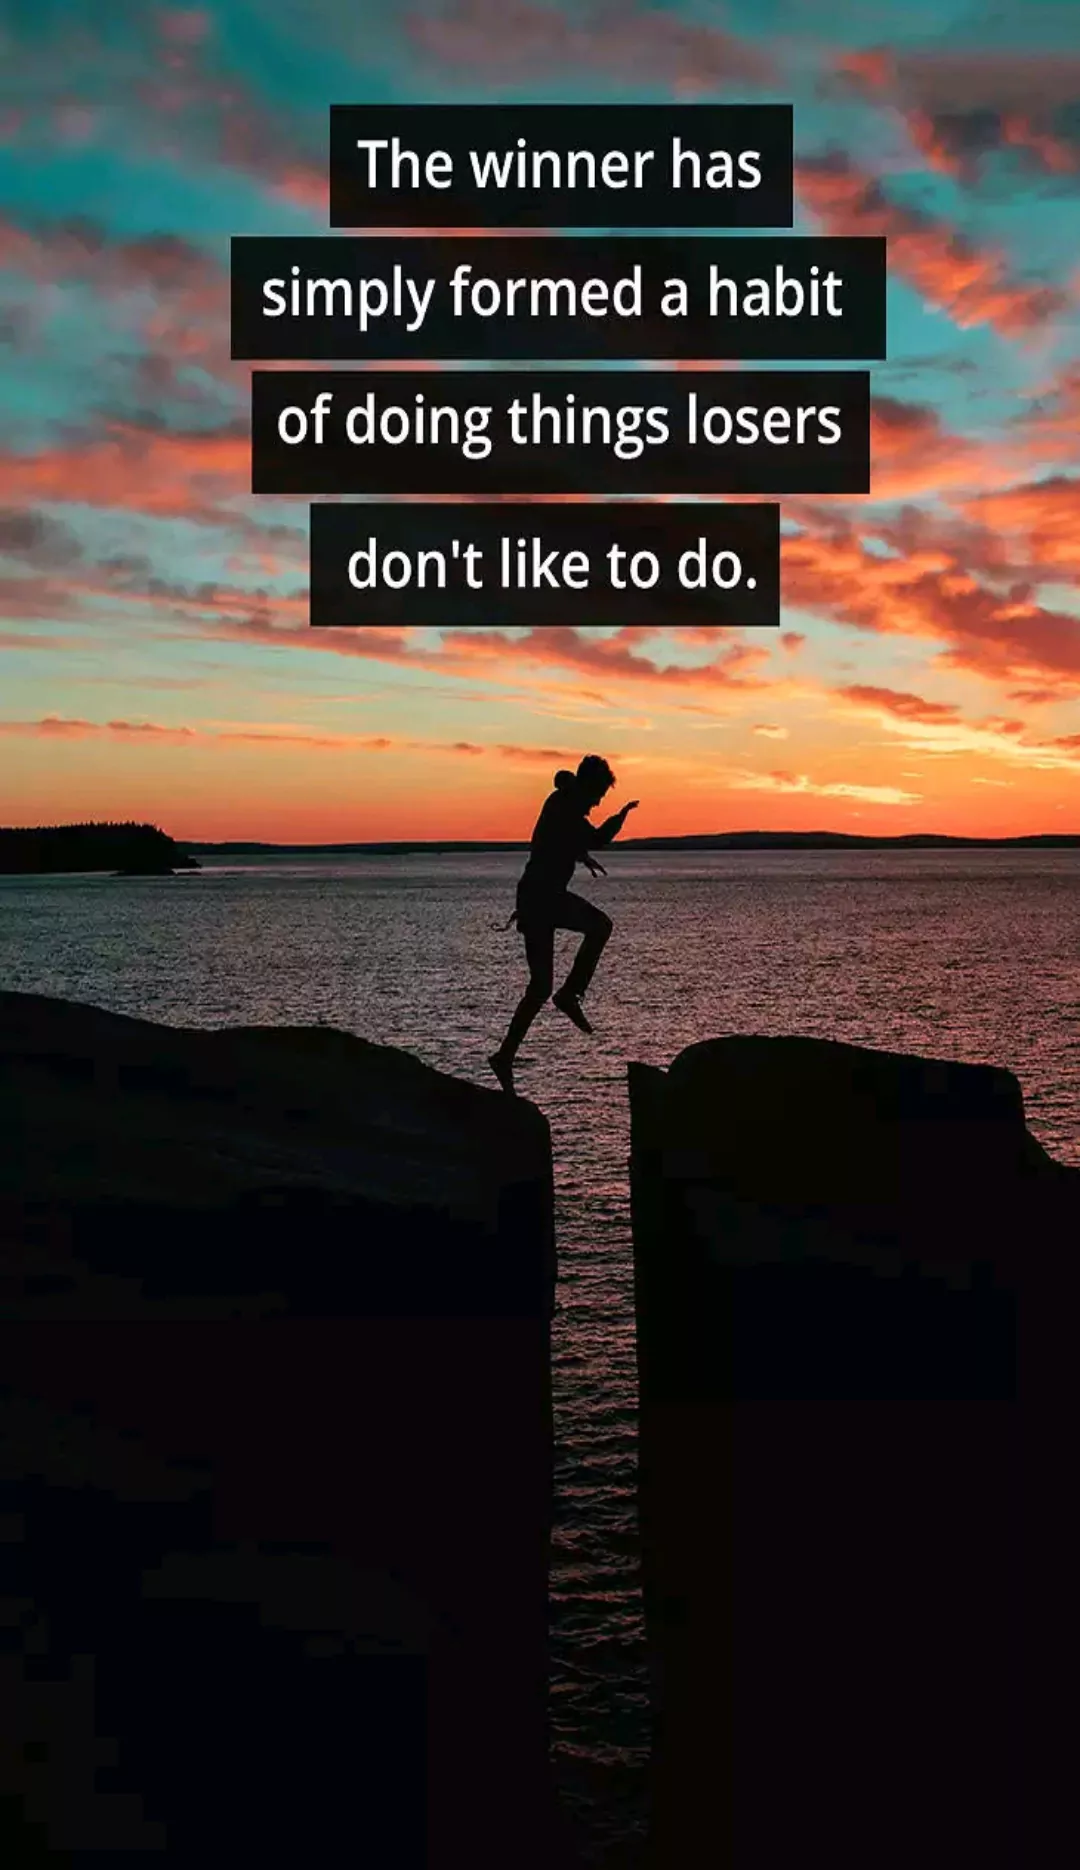 The winner has
simply formed a habit
of doing things losers
don't like to do.